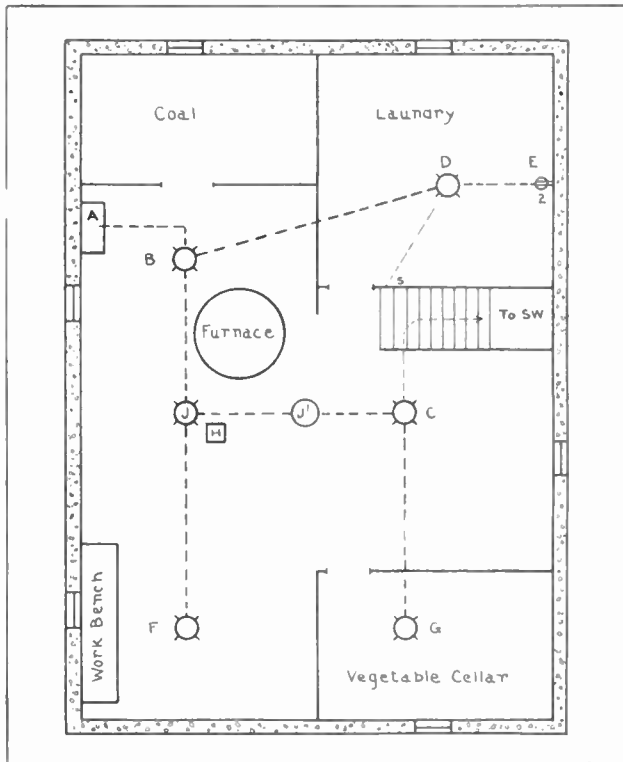 Coal
Laundry
D
E
2
A
B
S
To SW
Furnace
J
J'
C
H
Work Bench
F
G
Vegetable Cellar